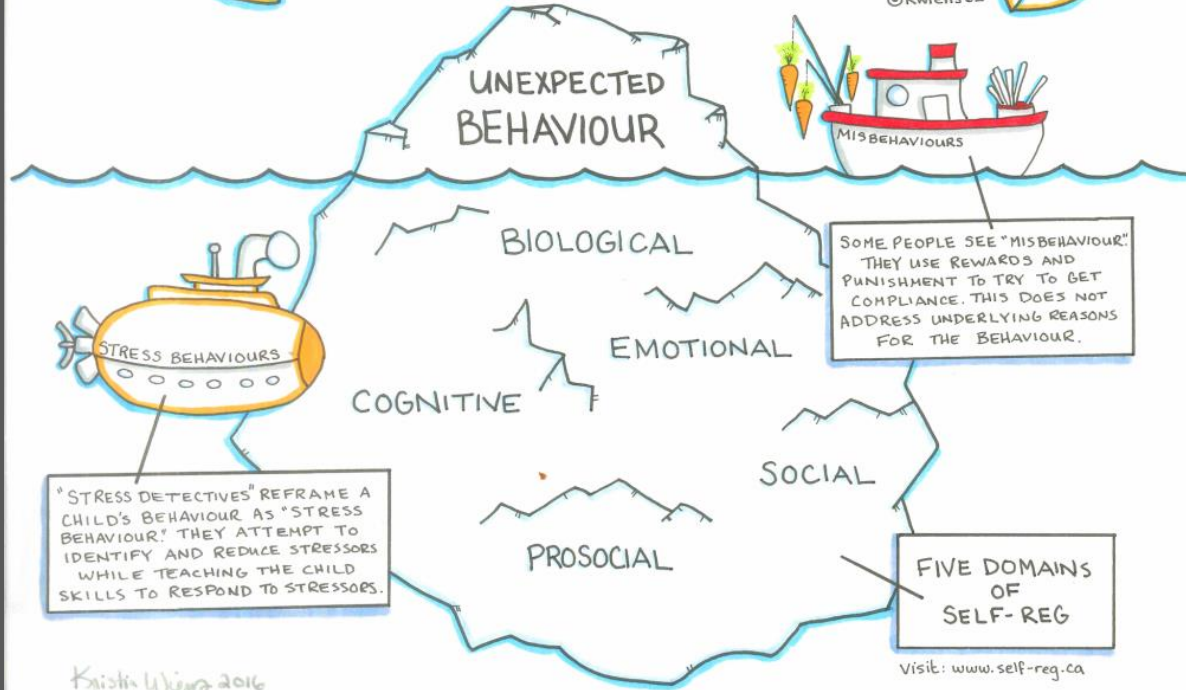 UNEXPECTED
BEHAVIOUR
MISBEHAVIOURS
SOME PEOPLE SEE "MISBEHAVIOUR."
THEY USE REWARDS AND
PUNISHMENT TO TRY TO GET
COMPLIANCE. THIS DOES NOT
ADDRESS UNDERLYING REASONS
FOR THE BEHAVIOUR.
BIOLOGICAL
EMOTIONAL
COGNITIVE
SOCIAL
PROSOCIAL
STRESS BEHAVIOURS
"STRESS DETECTIVES" REFRAME A
CHILD'S BEHAVIOUR AS "STRESS
BEHAVIOUR." THEY ATTEMPT TO
IDENTIFY AND REDUCE STRESSORS
WHILE TEACHING THE CHILD
SKILLS TO RESPOND TO STRESSORS.
FIVE DOMAINS
OF
SELF-REG
Visit: www.self-reg.ca
Kristin Wiens 2016